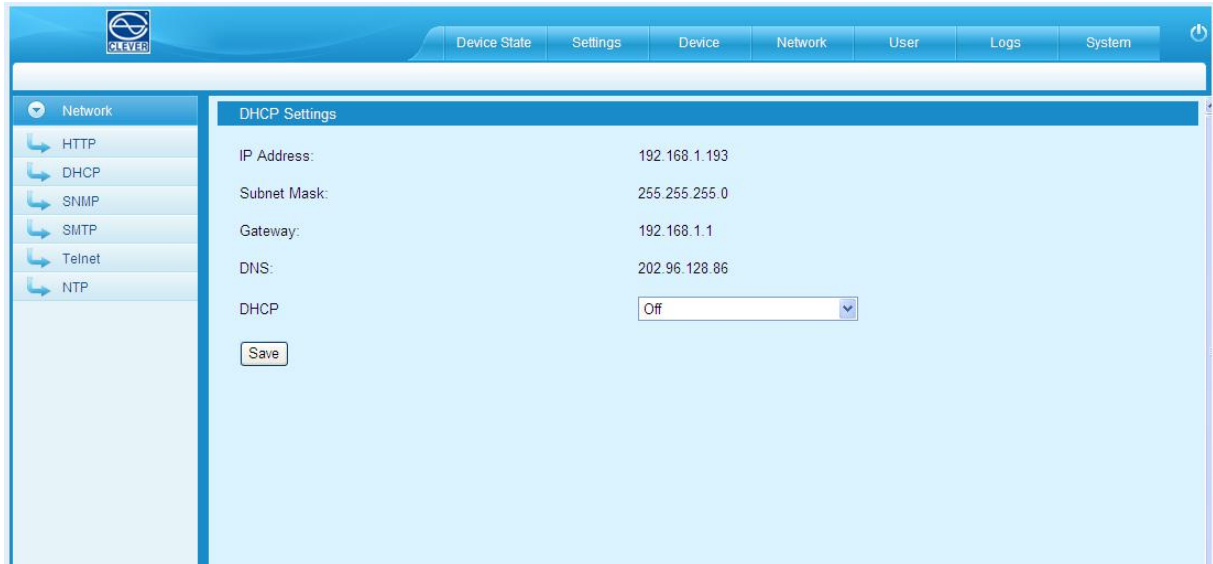 CLEVER
Device State Settings Device Network User Logs System
Network
HTTP
DHCP
SNMP
SMTP
Telnet
NTP
DHCP Settings
IP Address: 192.168.1.193
Subnet Mask: 255.255.255.0
Gateway: 192.168.1.1
DNS: 202.96.128.86
DHCP Off
Save